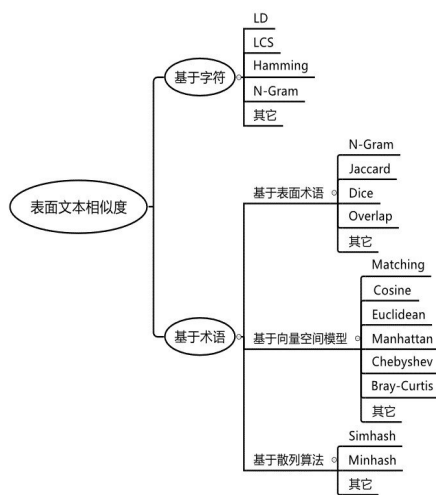 表面文本相似度
基于字符
LD
LCS
Hamming
N-Gram
其它
基于术语
基于表面术语
N-Gram
Jaccard
Dice
Overlap
其它
基于向量空间模型
Matching
Cosine
Euclidean
Manhattan
Chebyshev
Bray-Curtis
其它
基于散列算法
Simhash
Minhash
其它